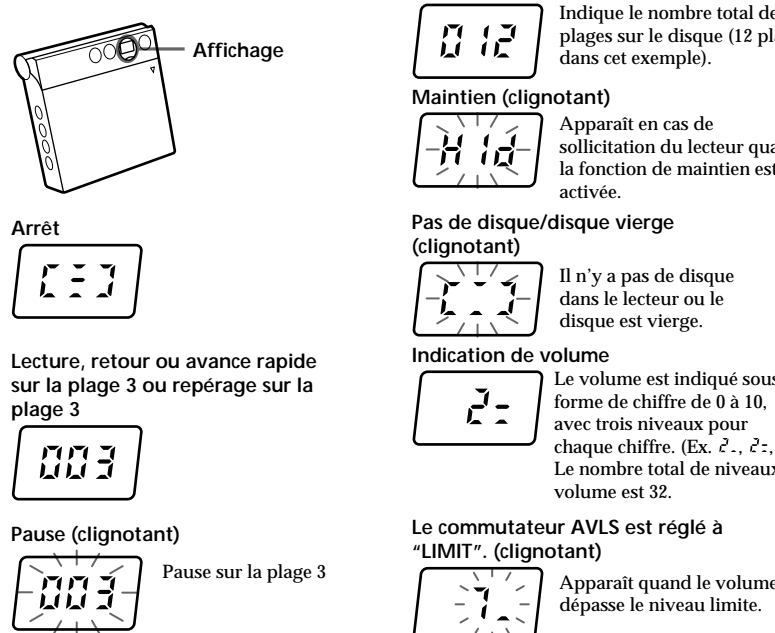 Affichage
Arrêt
Lecture, retour ou avance rapide
sur la plage 3 ou repérage sur la
plage 3
003
Pause (clignotant)
003
Pause sur la plage 3
012
Indique le nombre total de
plages sur le disque (12
dans cet exemple).
Maintien (clignotant)
Hld
Apparaît en cas de
sollicitation du lecteur
la fonction de maintien est
activée.
Pas de disque/disque vierge
(clignotant)
Il n'y a pas de disque
dans le lecteur ou le
disque est vierge.
Indication de volume
2=
Le volume est indiqué sous
forme de chiffre de 0 à 10,
avec trois niveaux pour
chaque chiffre. (Ex. 2-, 2=,
Le nombre total de niveaux
volume est 32.
Le commutateur AVLS est réglé à
“LIMIT”. (clignotant)
7_
Apparaît quand le volume
dépasse le niveau limite.